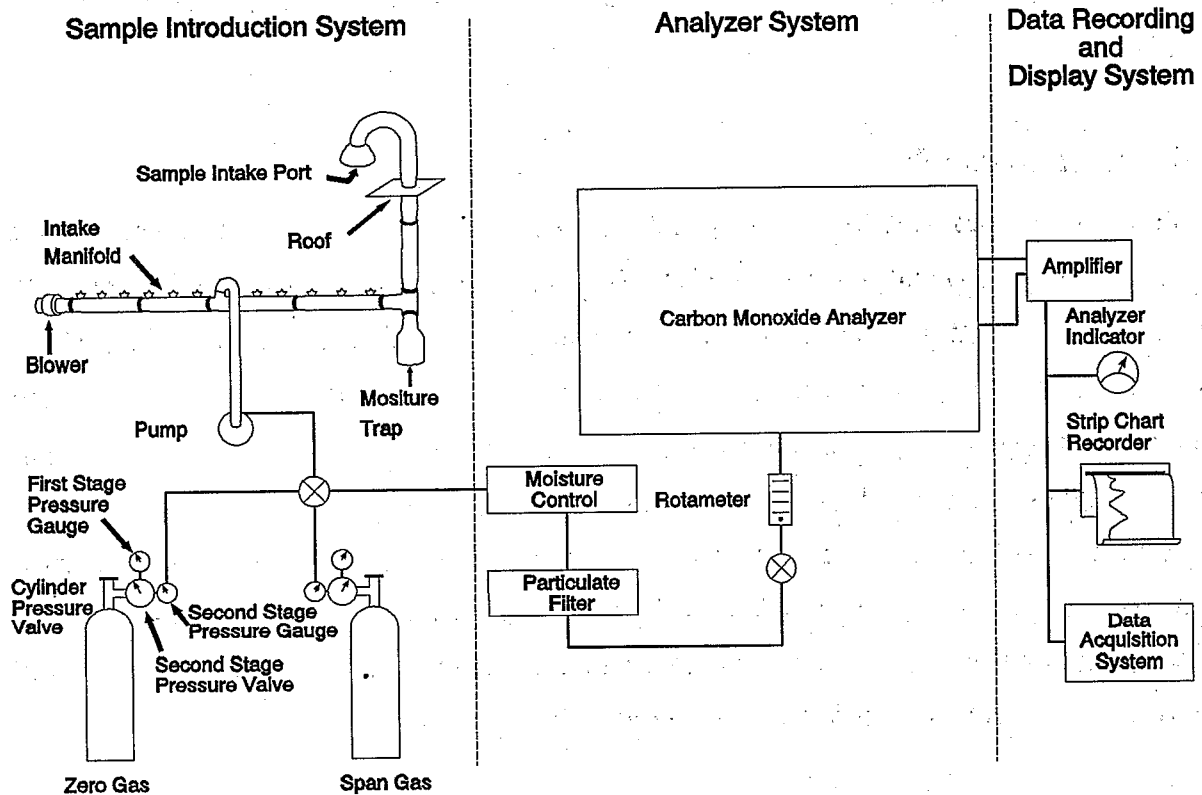 Sample Introduction System
Analyzer System
Data Recording
and
Display System
Sample Intake Port
Roof
Intake
Manifold
Blower
Mositure
Trap
Pump
First Stage
Pressure
Gauge
Cylinder
Pressure
Valve
Second Stage
Pressure Gauge
Second Stage
Pressure Valve
Zero Gas
Span Gas
Carbon Monoxide Analyzer
Moisture
Control
Rotameter
Particulate
Filter
Amplifier
Analyzer
Indicator
Strip Chart
Recorder
Data
Acquisition
System